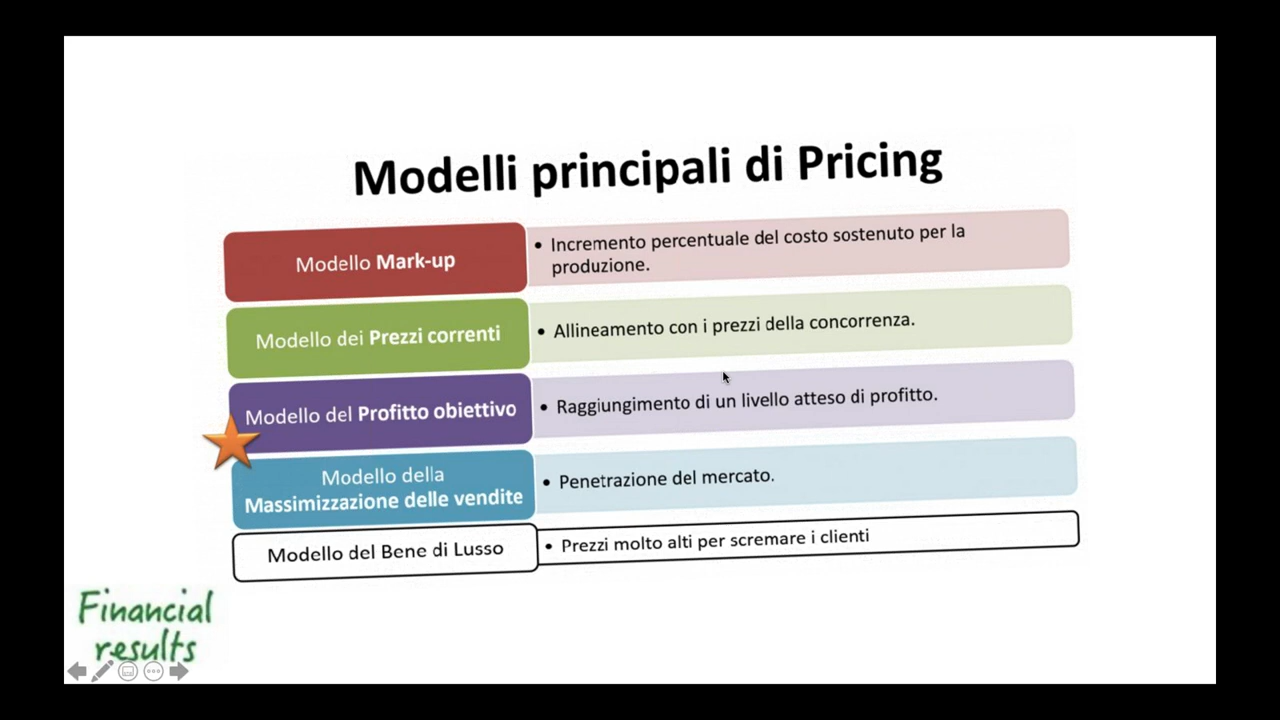 Modelli principali di Pricing
Modello Mark-up
• Incremento percentuale del costo sostenuto per la
produzione.
Modello dei Prezzi correnti
• Allineamento con i prezzi della concorrenza.
Modello del Profitto obiettivo
• Raggiungimento di un livello atteso di profitto.
Modello della
Massimizzazione delle vendite
• Penetrazione del mercato.
Modello del Bene di Lusso
• Prezzi molto alti per scremare i clienti
Financial
results